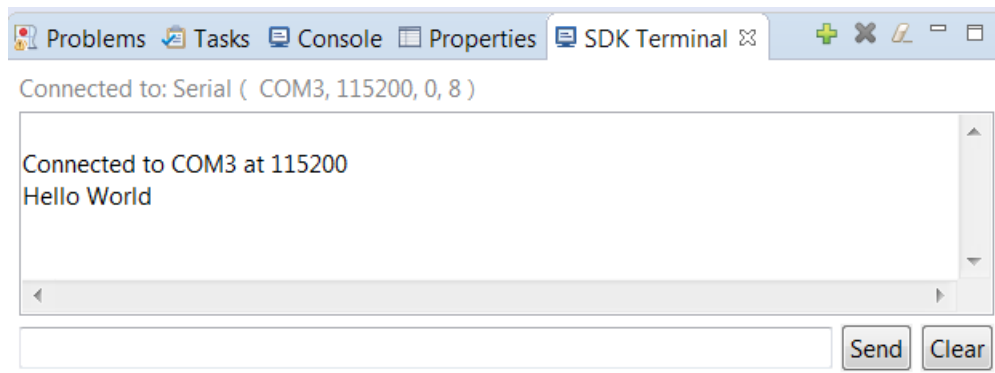 Problems Tasks Console Properties SDK Terminal
Connected to: Serial ( COM3, 115200, 0, 8 )
Connected to COM3 at 115200
Hello World
Send Clear